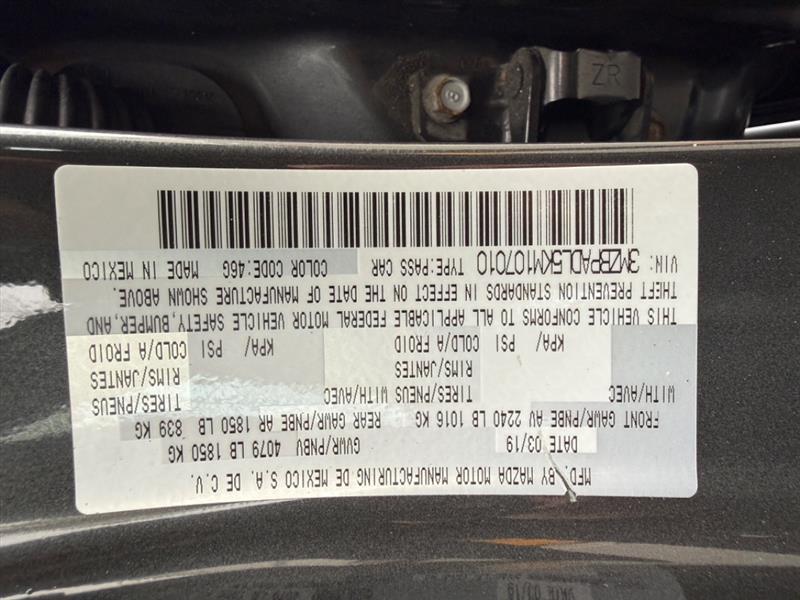 MFD. BY MAZDA MOTOR MANUFACTURING DE MEXICO S.A. DE C.V.
DATE 03/19 GVWR/PNBV 4079 LB 1850 KG
FRONT GAWR/PNBE AV 2240 LB 1016 KG REAR GAWR/PNBE AR 1850 LB 839 KG
WITH/AVEC TIRES/PNEUS WITH/AVEC TIRES/PNEUS
RIMS/JANTES RIMS/JANTES
KPA/ PSI COLD/A FROID KPA/ PSI COLD/A FROID
THIS VEHICLE CONFORMS TO ALL APPLICABLE FEDERAL MOTOR VEHICLE SAFETY, BUMPER, AND
THEFT PREVENTION STANDARDS IN EFFECT ON THE DATE OF MANUFACTURE SHOWN ABOVE.
VIN: 3MZBPADL5KM107010 TYPE:PASS CAR COLOR CODE:46G MADE IN MEXICO
ZR